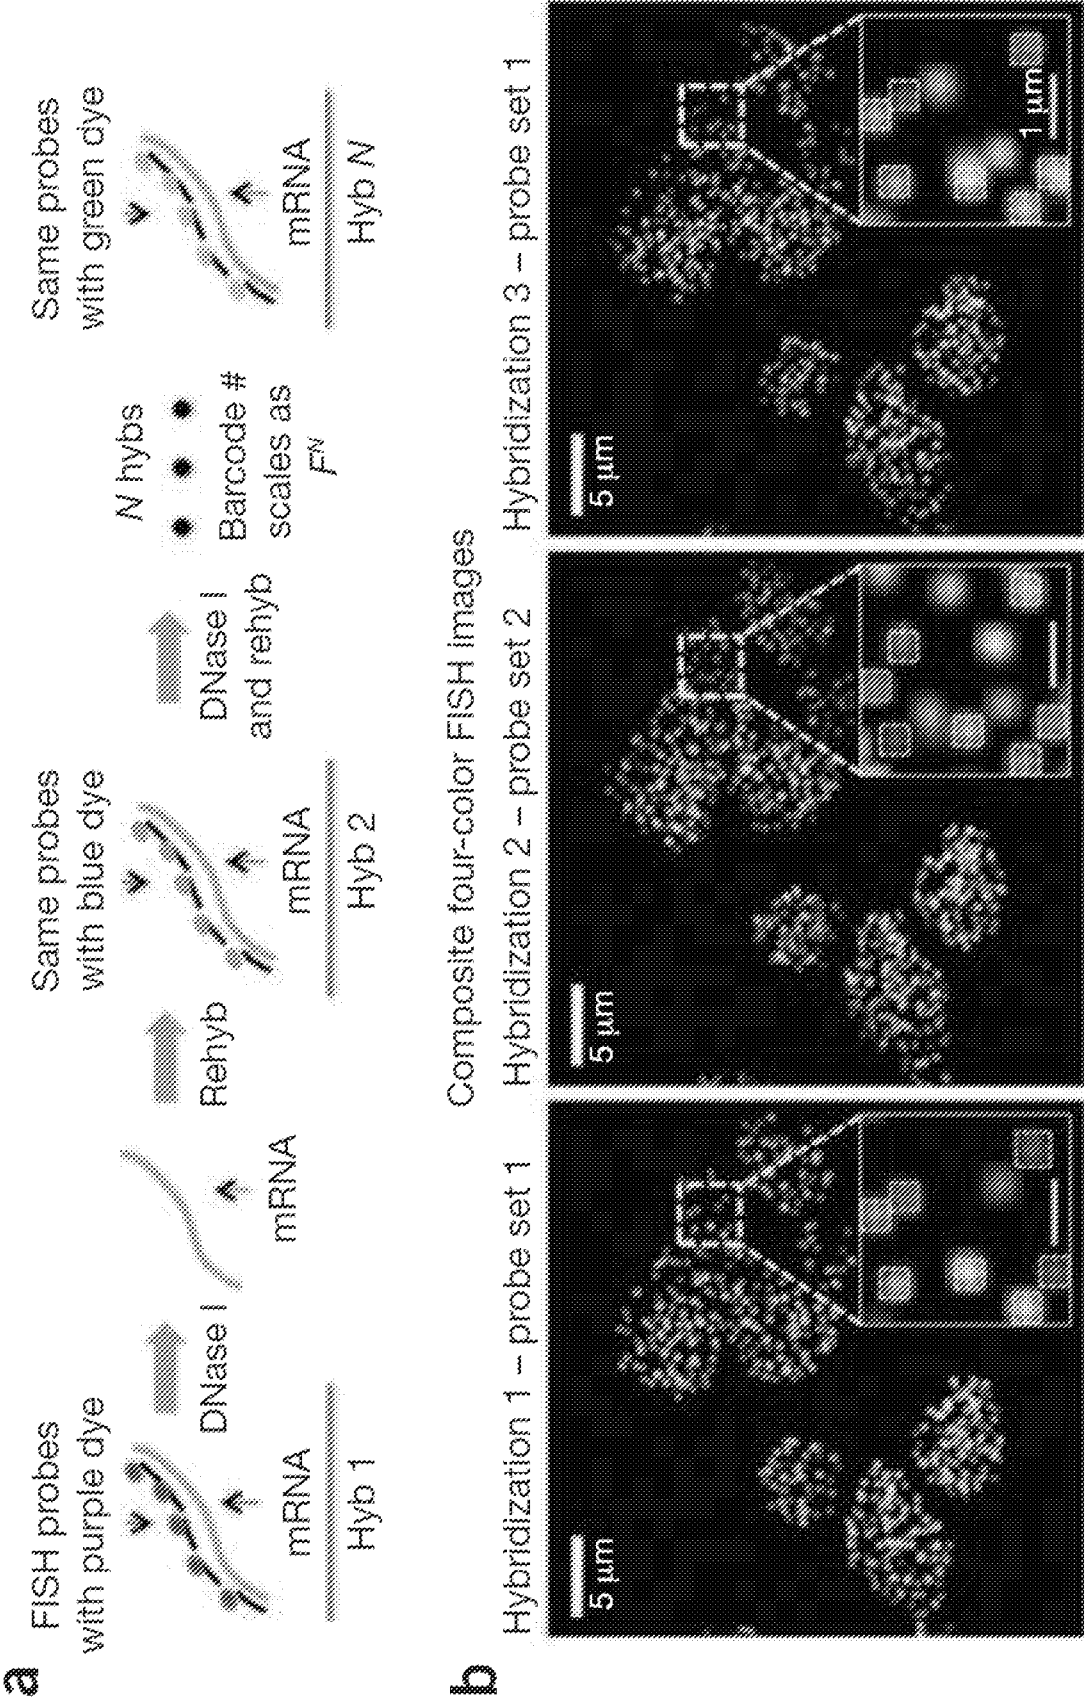 a
FISH probes
with purple dye
mRNA
Hyb 1
DNase I
mRNA
Rehyb
Same probes
with blue dye
mRNA
Hyb 2
DNase I
and rehyb
N hybs
Barcode #
scales as
F^N
Same probes
with green dye
mRNA
Hyb N
b
Composite four-color FISH images
Hybridization 1 – probe set 1
5 µm
Hybridization 2 – probe set 2
5 µm
Hybridization 3 – probe set 1
5 µm
1 µm